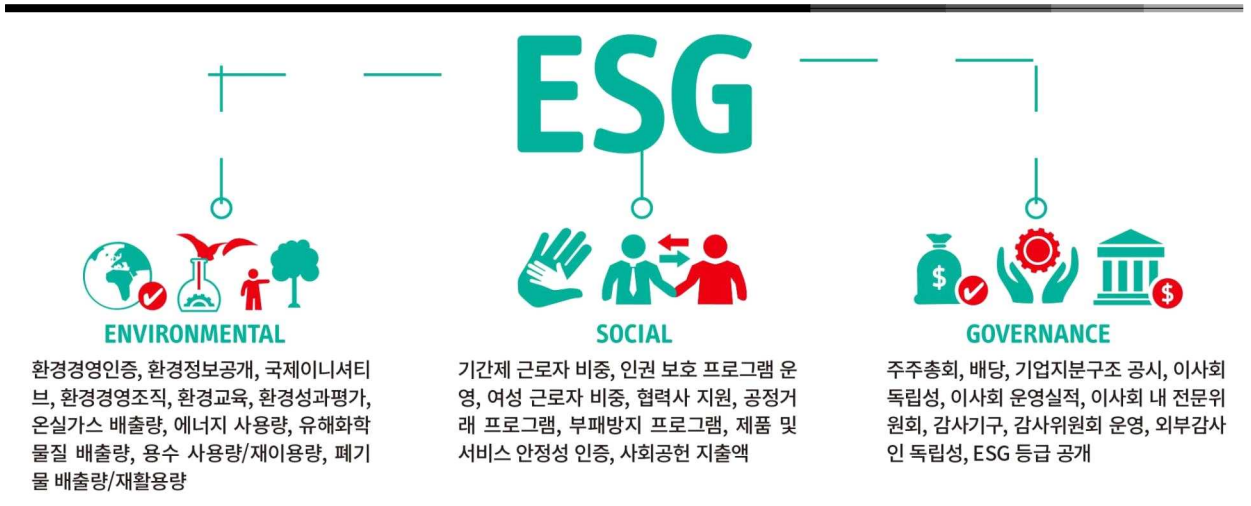 ESG
ENVIRONMENTAL
환경경영인증, 환경정보공개, 국제이니셔티
브, 환경경영조직, 환경교육, 환경성과평가,
온실가스 배출량, 에너지 사용량, 유해화학
물질 배출량, 용수 사용량/재이용량, 폐기
물 배출량/재활용량
SOCIAL
기간제 근로자 비중, 인권 보호 프로그램 운
영, 여성 근로자 비중, 협력사 지원, 공정거
래 프로그램, 부패방지 프로그램, 제품 및
서비스 안정성 인증, 사회공헌 지출액
GOVERNANCE
주주총회, 배당, 기업지분구조 공시, 이사회
독립성, 이사회 운영실적, 이사회 내 전문위
원회, 감사기구, 감사위원회 운영, 외부감사
인 독립성, ESG 등급 공개